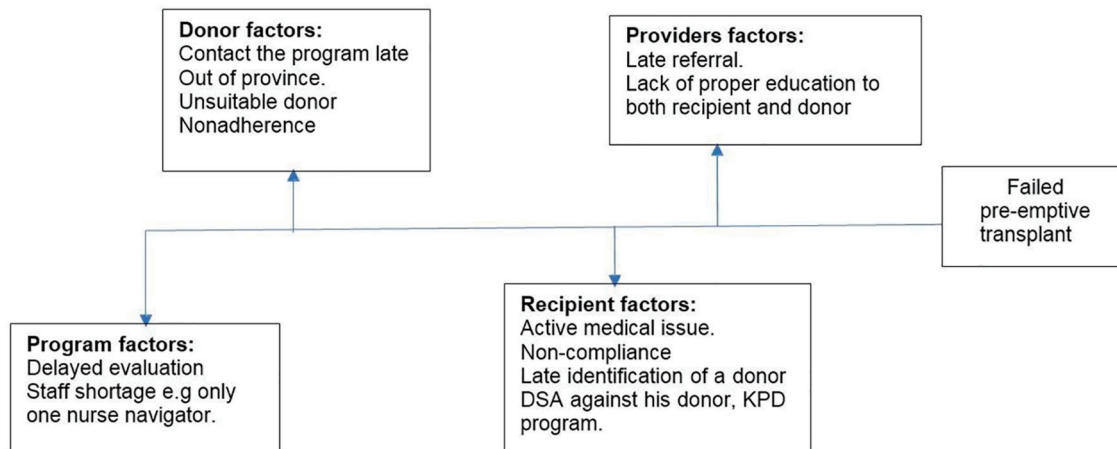 Donor factors:
Contact the program late
Out of province.
Unsuitable donor
Nonadherence
Providers factors:
Late referral.
Lack of proper education to
both recipient and donor
Failed
pre-emptive
transplant
Program factors:
Delayed evaluation
Staff shortage e.g only
one nurse navigator.
Recipient factors:
Active medical issue.
Non-compliance
Late identification of a donor
DSA against his donor, KPD
program.